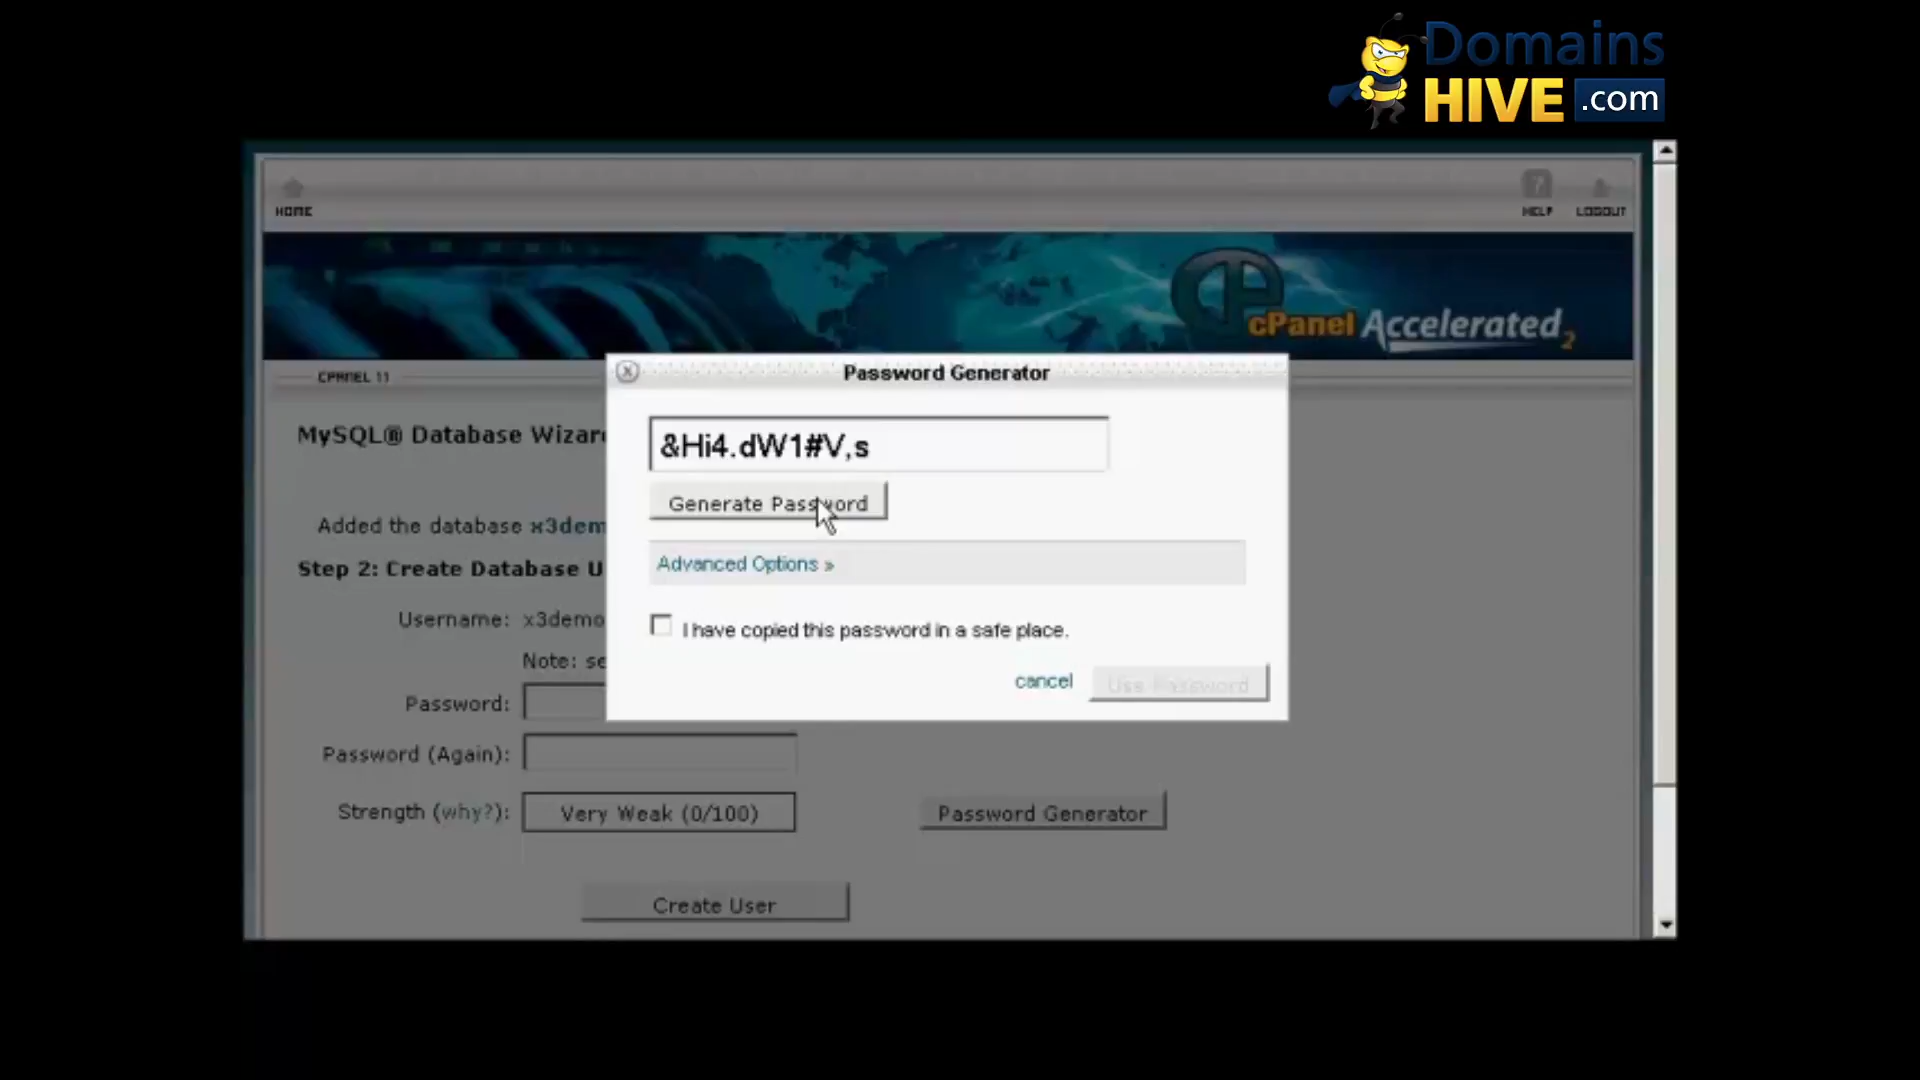 Domains
HIVE .com
HOME
HELP
LOGOUT
cPanel Accelerated 2
CPANEL 11
Password Generator
MySQL® Database Wizar
&Hi4.dW1#V,s
Generate Password
Added the database x3dem
Advanced Options »
Step 2: Create Database U
Username: x3demo
I have copied this password in a safe place.
Note: se
cancel
Use Password
Password:
Password (Again):
Strength (why?):
Very Weak (0/100)
Password Generator
Create User